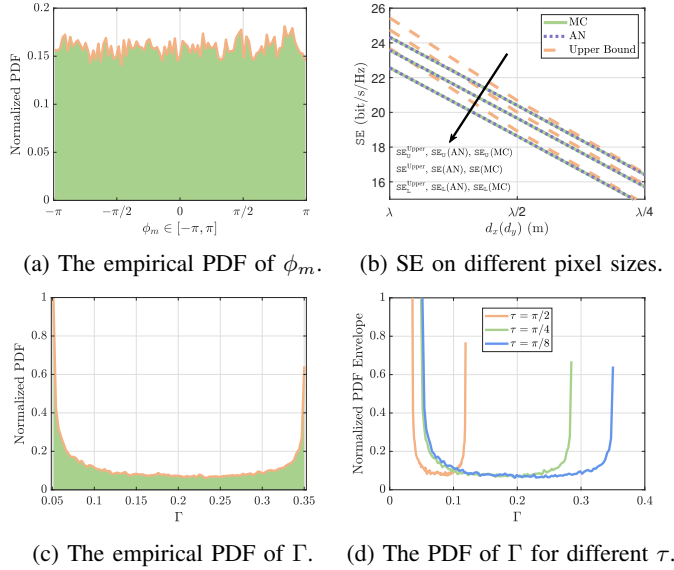 0.2
0.15
0.1
0.05
0
Normalized PDF
−π
−π/2
0
π/2
π
ϕm ∈ [−π, π]
(a) The empirical PDF of ϕm.
26
24
22
20
18
16
SE (bit/s/Hz)
MC
AN
Upper Bound
SE_U^Upper, SE_U(AN), SE_U(MC)
SE^Upper, SE(AN), SE(MC)
SE_L^Upper, SE_L(AN), SE_L(MC)
λ
λ/2
λ/4
dx(dy) (m)
(b) SE on different pixel sizes.
1
0.8
0.6
0.4
0.2
0
Normalized PDF
0.05
0.1
0.15
0.2
0.25
0.3
0.35
Γ
(c) The empirical PDF of Γ.
1
0.8
0.6
0.4
0.2
0
Normalized PDF Envelope
τ = π/2
τ = π/4
τ = π/8
0
0.1
0.2
0.3
0.4
Γ
(d) The PDF of Γ for different τ.